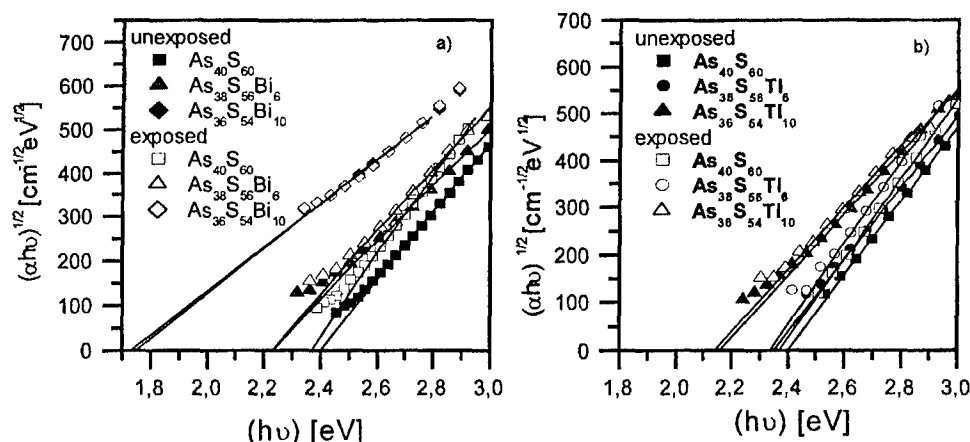 a)
700
600
500
400
300
200
100
0
(αhυ)^1/2 [cm^-1/2 eV^1/2]
unexposed
As40S60
As38S56Bi6
As36S54Bi10
exposed
As40S60
As38S56Bi6
As36S54Bi10
1,8 2,0 2,2 2,4 2,6 2,8 3,0
(hυ) [eV]
b)
700
600
500
400
300
200
100
0
(αhυ)^1/2 [cm^-1/2 eV^1/2]
unexposed
As40S60
As38S56Tl6
As36S54Tl10
exposed
As40S60
As38S56Tl6
As36S54Tl10
1,8 2,0 2,2 2,4 2,6 2,8 3,0
(hυ) [eV]